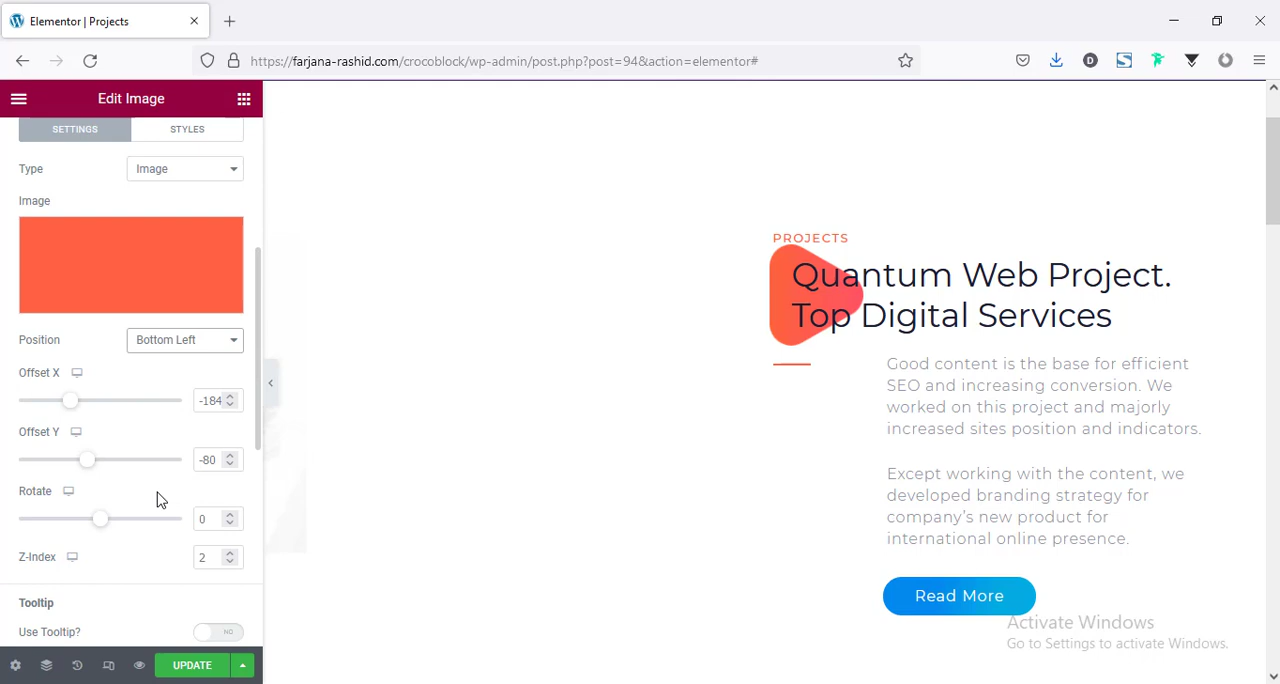 Elementor | Projects
https://farjana-rashid.com/crocoblock/wp-admin/post.php?post=94&action=elementor#
Edit Image
SETTINGS
STYLES
Type
Image
Image
Position
Bottom Left
Offset X
-184
Offset Y
-80
Rotate
0
Z-Index
2
Tooltip
Use Tooltip?
NO
UPDATE
PROJECTS
Quantum Web Project.
Top Digital Services
Good content is the base for efficient
SEO and increasing conversion. We
worked on this project and majorly
increased sites position and indicators.
Except working with the content, we
developed branding strategy for
company’s new product for
international online presence.
Read More
Activate Windows
Go to Settings to activate Windows.